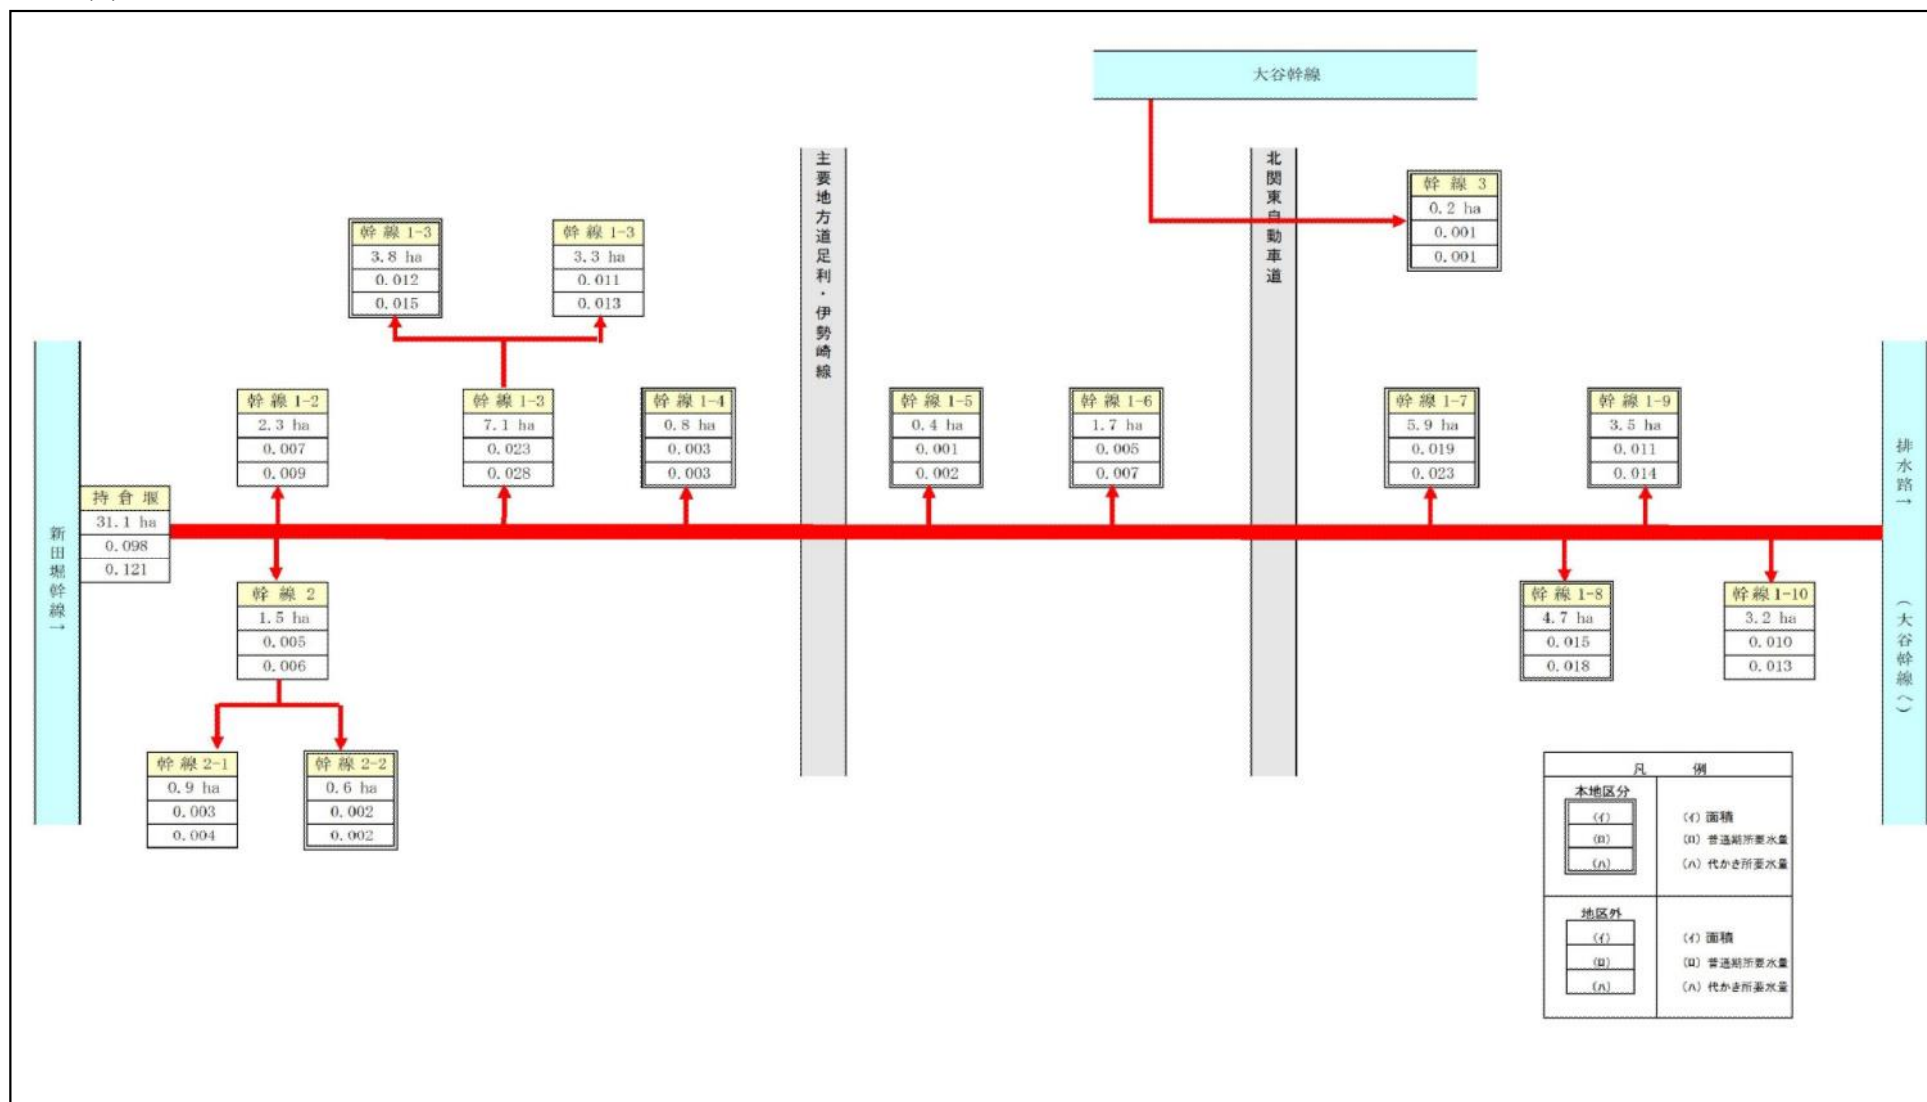 大谷幹線
主要地方道足利・伊勢崎線
北関東自動車道
幹線 3
0.2 ha
0.001
0.001
幹線 1-3
3.8 ha
0.012
0.015
幹線 1-3
3.3 ha
0.011
0.013
幹線 1-2
2.3 ha
0.007
0.009
幹線 1-3
7.1 ha
0.023
0.028
幹線 1-4
0.8 ha
0.003
0.003
幹線 1-5
0.4 ha
0.001
0.002
幹線 1-6
1.7 ha
0.005
0.007
幹線 1-7
5.9 ha
0.019
0.023
幹線 1-9
3.5 ha
0.011
0.014
新田堀幹線→
持倉堰
31.1 ha
0.098
0.121
排水路→
(大谷幹線へ)
幹線 2
1.5 ha
0.005
0.006
幹線 1-8
4.7 ha
0.015
0.018
幹線 1-10
3.2 ha
0.010
0.013
幹線 2-1
0.9 ha
0.003
0.004
幹線 2-2
0.6 ha
0.002
0.002
凡 例
本地区分
(イ)
(ロ)
(ハ)
(イ) 面積
(ロ) 普通期所要水量
(ハ) 代かき所要水量
地区外
(イ)
(ロ)
(ハ)
(イ) 面積
(ロ) 普通期所要水量
(ハ) 代かき所要水量